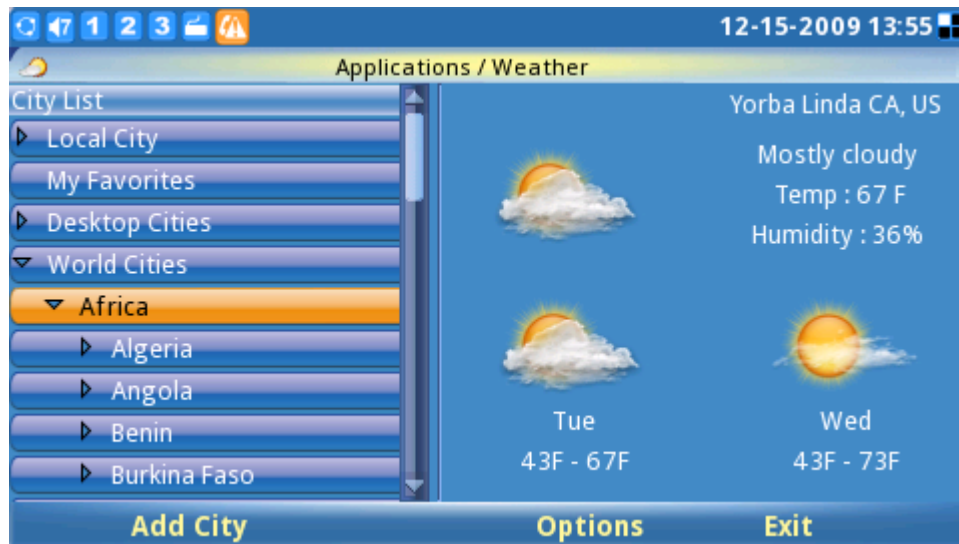 7 1 2 3 12-15-2009 13:55
Applications / Weather
City List
Local City
My Favorites
Desktop Cities
World Cities
Africa
Algeria
Angola
Benin
Burkina Faso
Yorba Linda CA, US
Mostly cloudy
Temp : 67 F
Humidity : 36%
Tue
43F - 67F
Wed
43F - 73F
Add City Options Exit